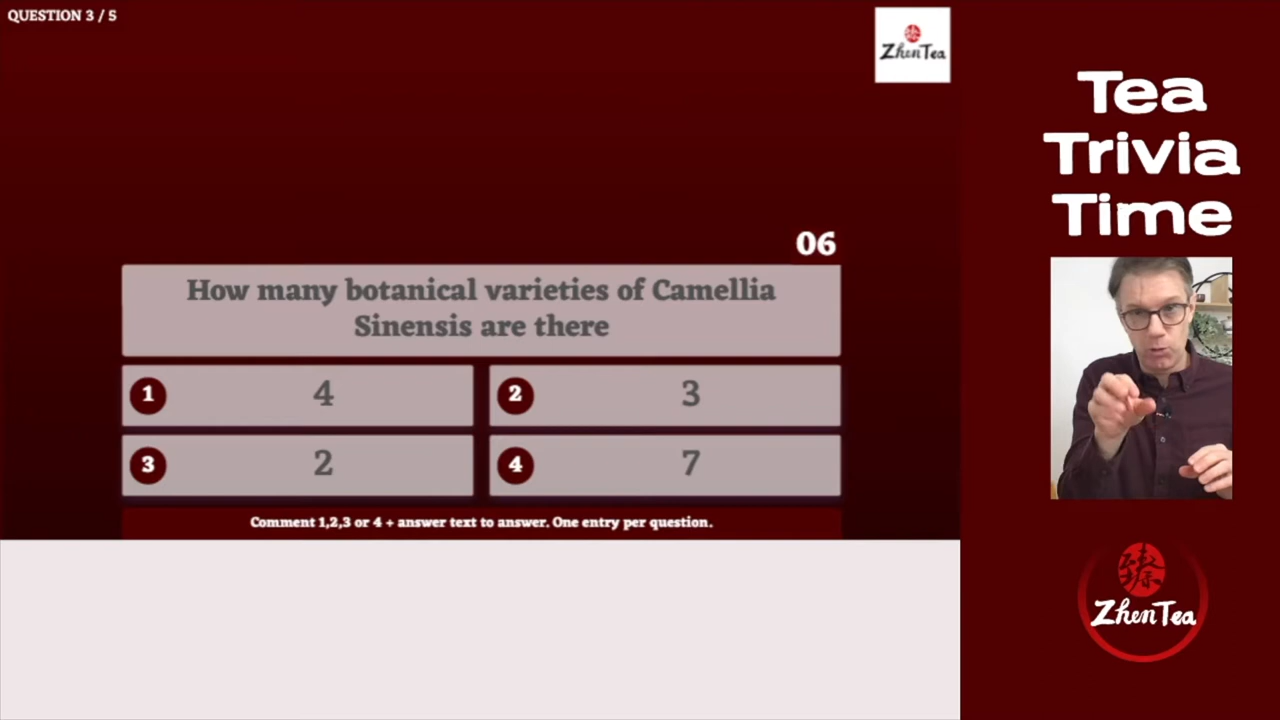 QUESTION 3 / 5
臻
ZhenTea
06
How many botanical varieties of Camellia
Sinensis are there
1 4
2 3
3 2
4 7
Comment 1,2,3 or 4 + answer text to answer. One entry per question.
Tea
Trivia
Time
臻
ZhenTea